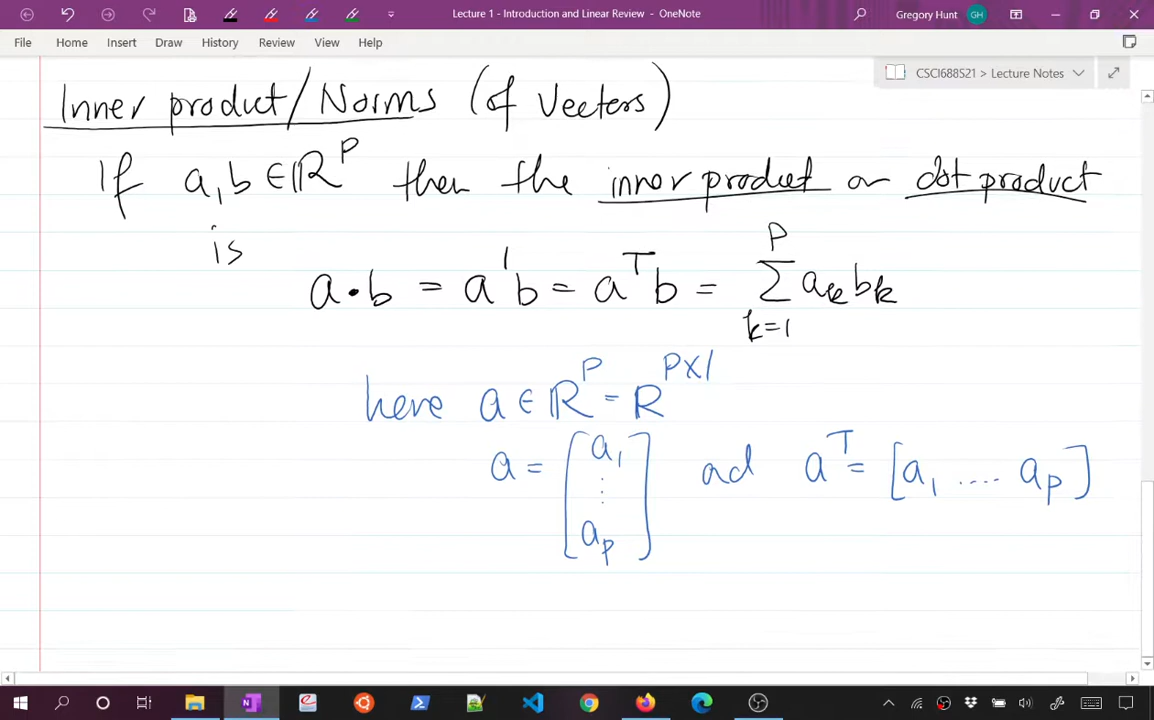 Lecture 1 - Introduction and Linear Review - OneNote
Gregory Hunt GH
File Home Insert Draw History Review View Help
CSCI688S21 > Lecture Notes
Inner product/Norms (of Vectors)
If a, b ∈ ℝ^P then the inner product or dot product
is
a • b = a'b = a^T b = Σ_{k=1}^{P} a_k b_k
here a ∈ ℝ^P = ℝ^{P×1}
a = [a_1 ⋮ a_p] ad a^T = [a_1 .... a_p]